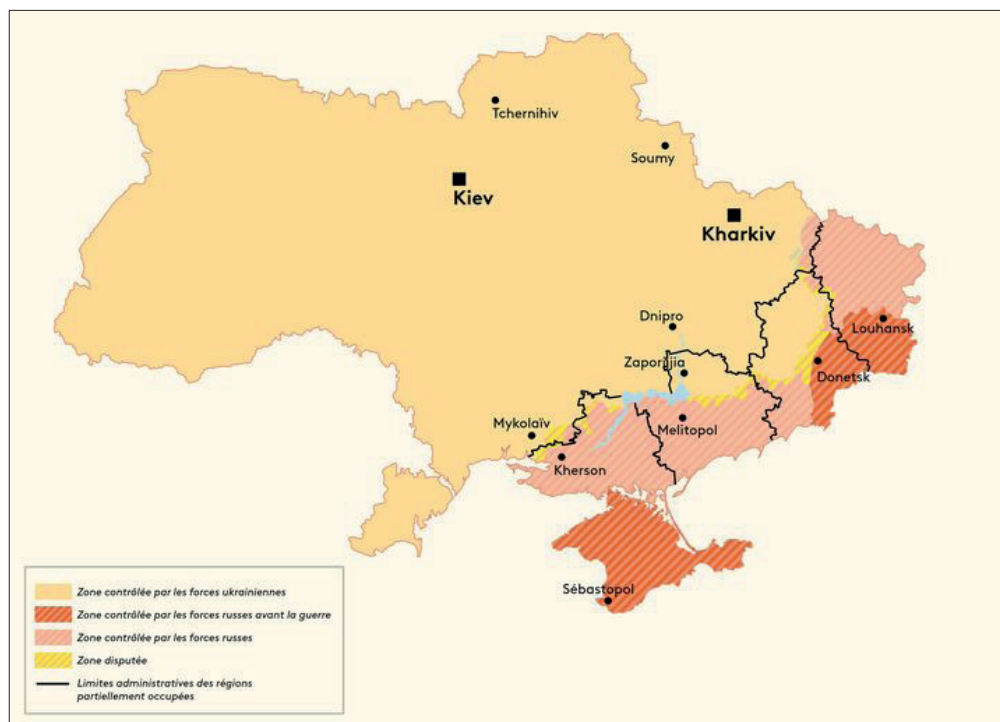 Tchernihiv
Soumy
Kiev
Kharkiv
Dnipro
Louhansk
Zaporijjia
Donetsk
Mykolaïv
Melitopol
Kherson
Sébastopol
Zone contrôlée par les forces ukrainiennes
Zone contrôlée par les forces russes avant la guerre
Zone contrôlée par les forces russes
Zone disputée
Limites administratives des régions
partiellement occupées